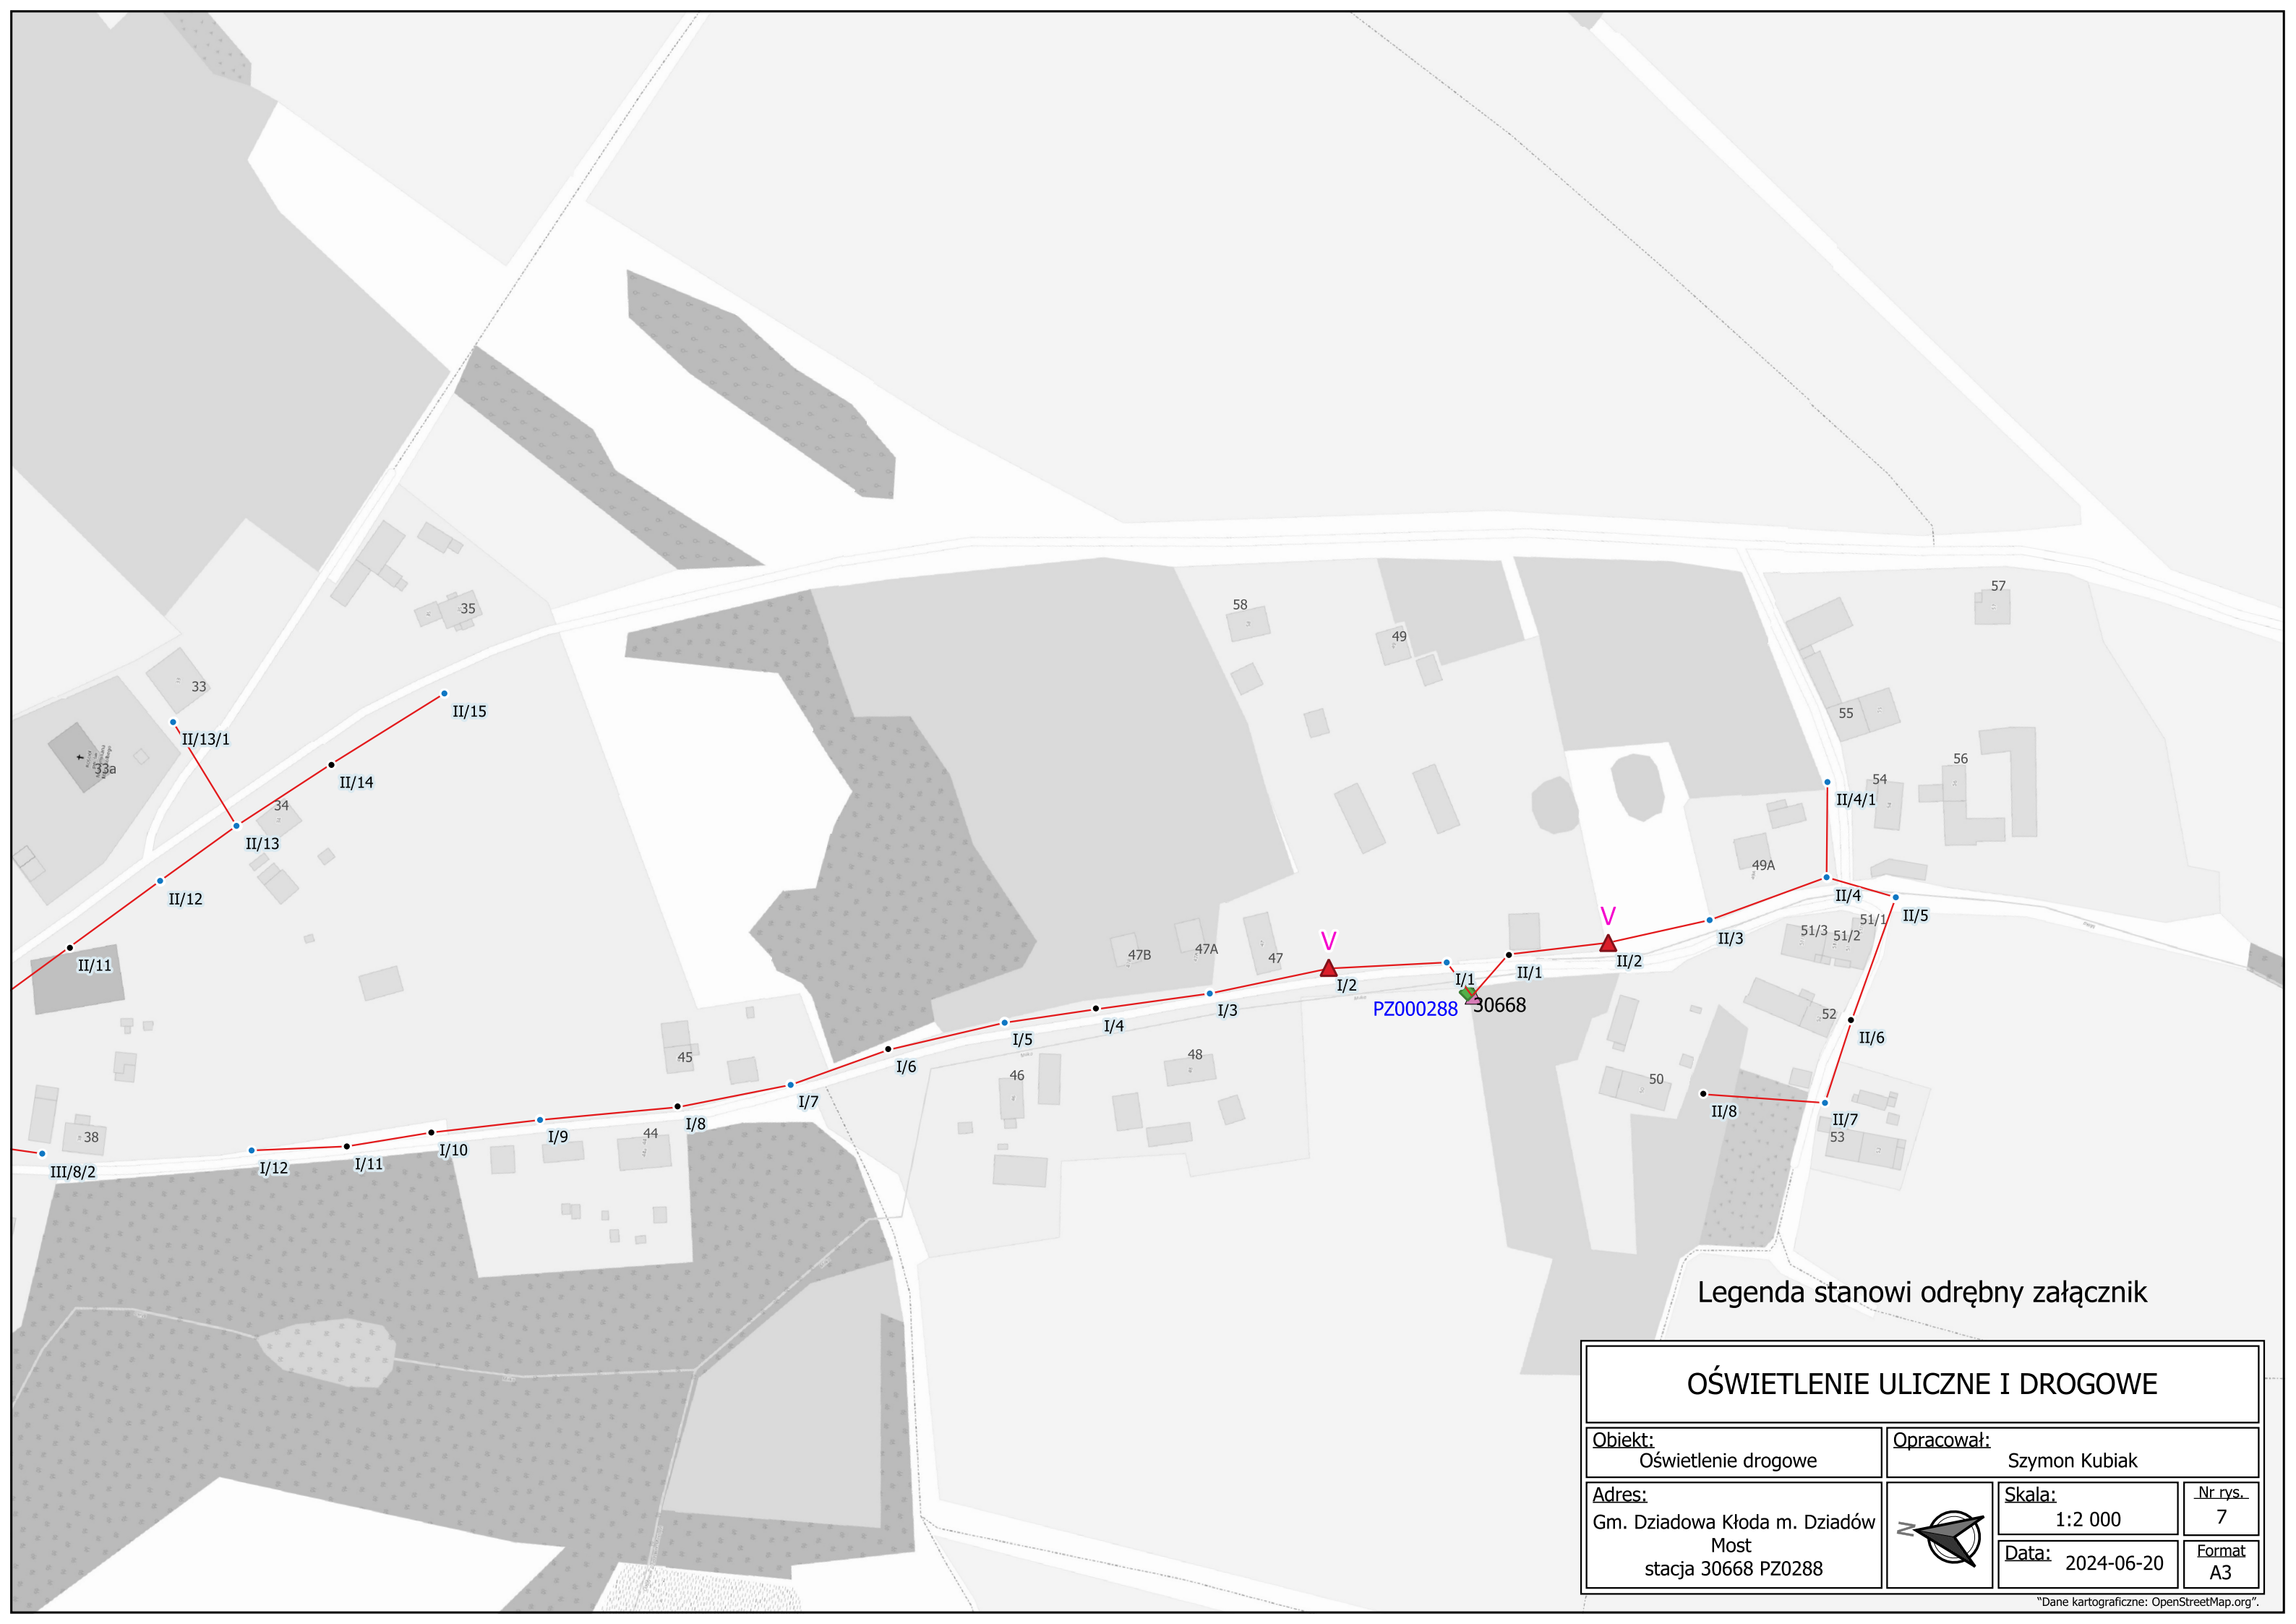 35
58
49
57
33
II/15
II/13/1
55
33a
II/14
56
54
34
II/4/1
II/13
49A
II/12
II/4
51/1
II/5
V
V
51/3
51/2
II/3
47B
47A
47
II/11
II/1
II/2
I/1
I/2
PZ000288
30668
I/3
52
I/4
I/5
II/6
45
48
I/6
46
50
I/7
II/8
I/8
II/7
38
I/9
44
53
I/10
III/8/2
I/12
I/11
Legenda stanowi odrębny załącznik
OŚWIETLENIE ULICZNE I DROGOWE
Obiekt:
Oświetlenie drogowe
Opracował:
Szymon Kubiak
Adres:
Gm. Dziadowa Kłoda m. Dziadów
Most
stacja 30668 PZ0288
N
Skala:
1:2 000
Nr rys.
7
Data: 2024-06-20
Format
A3
"Dane kartograficzne: OpenStreetMap.org".